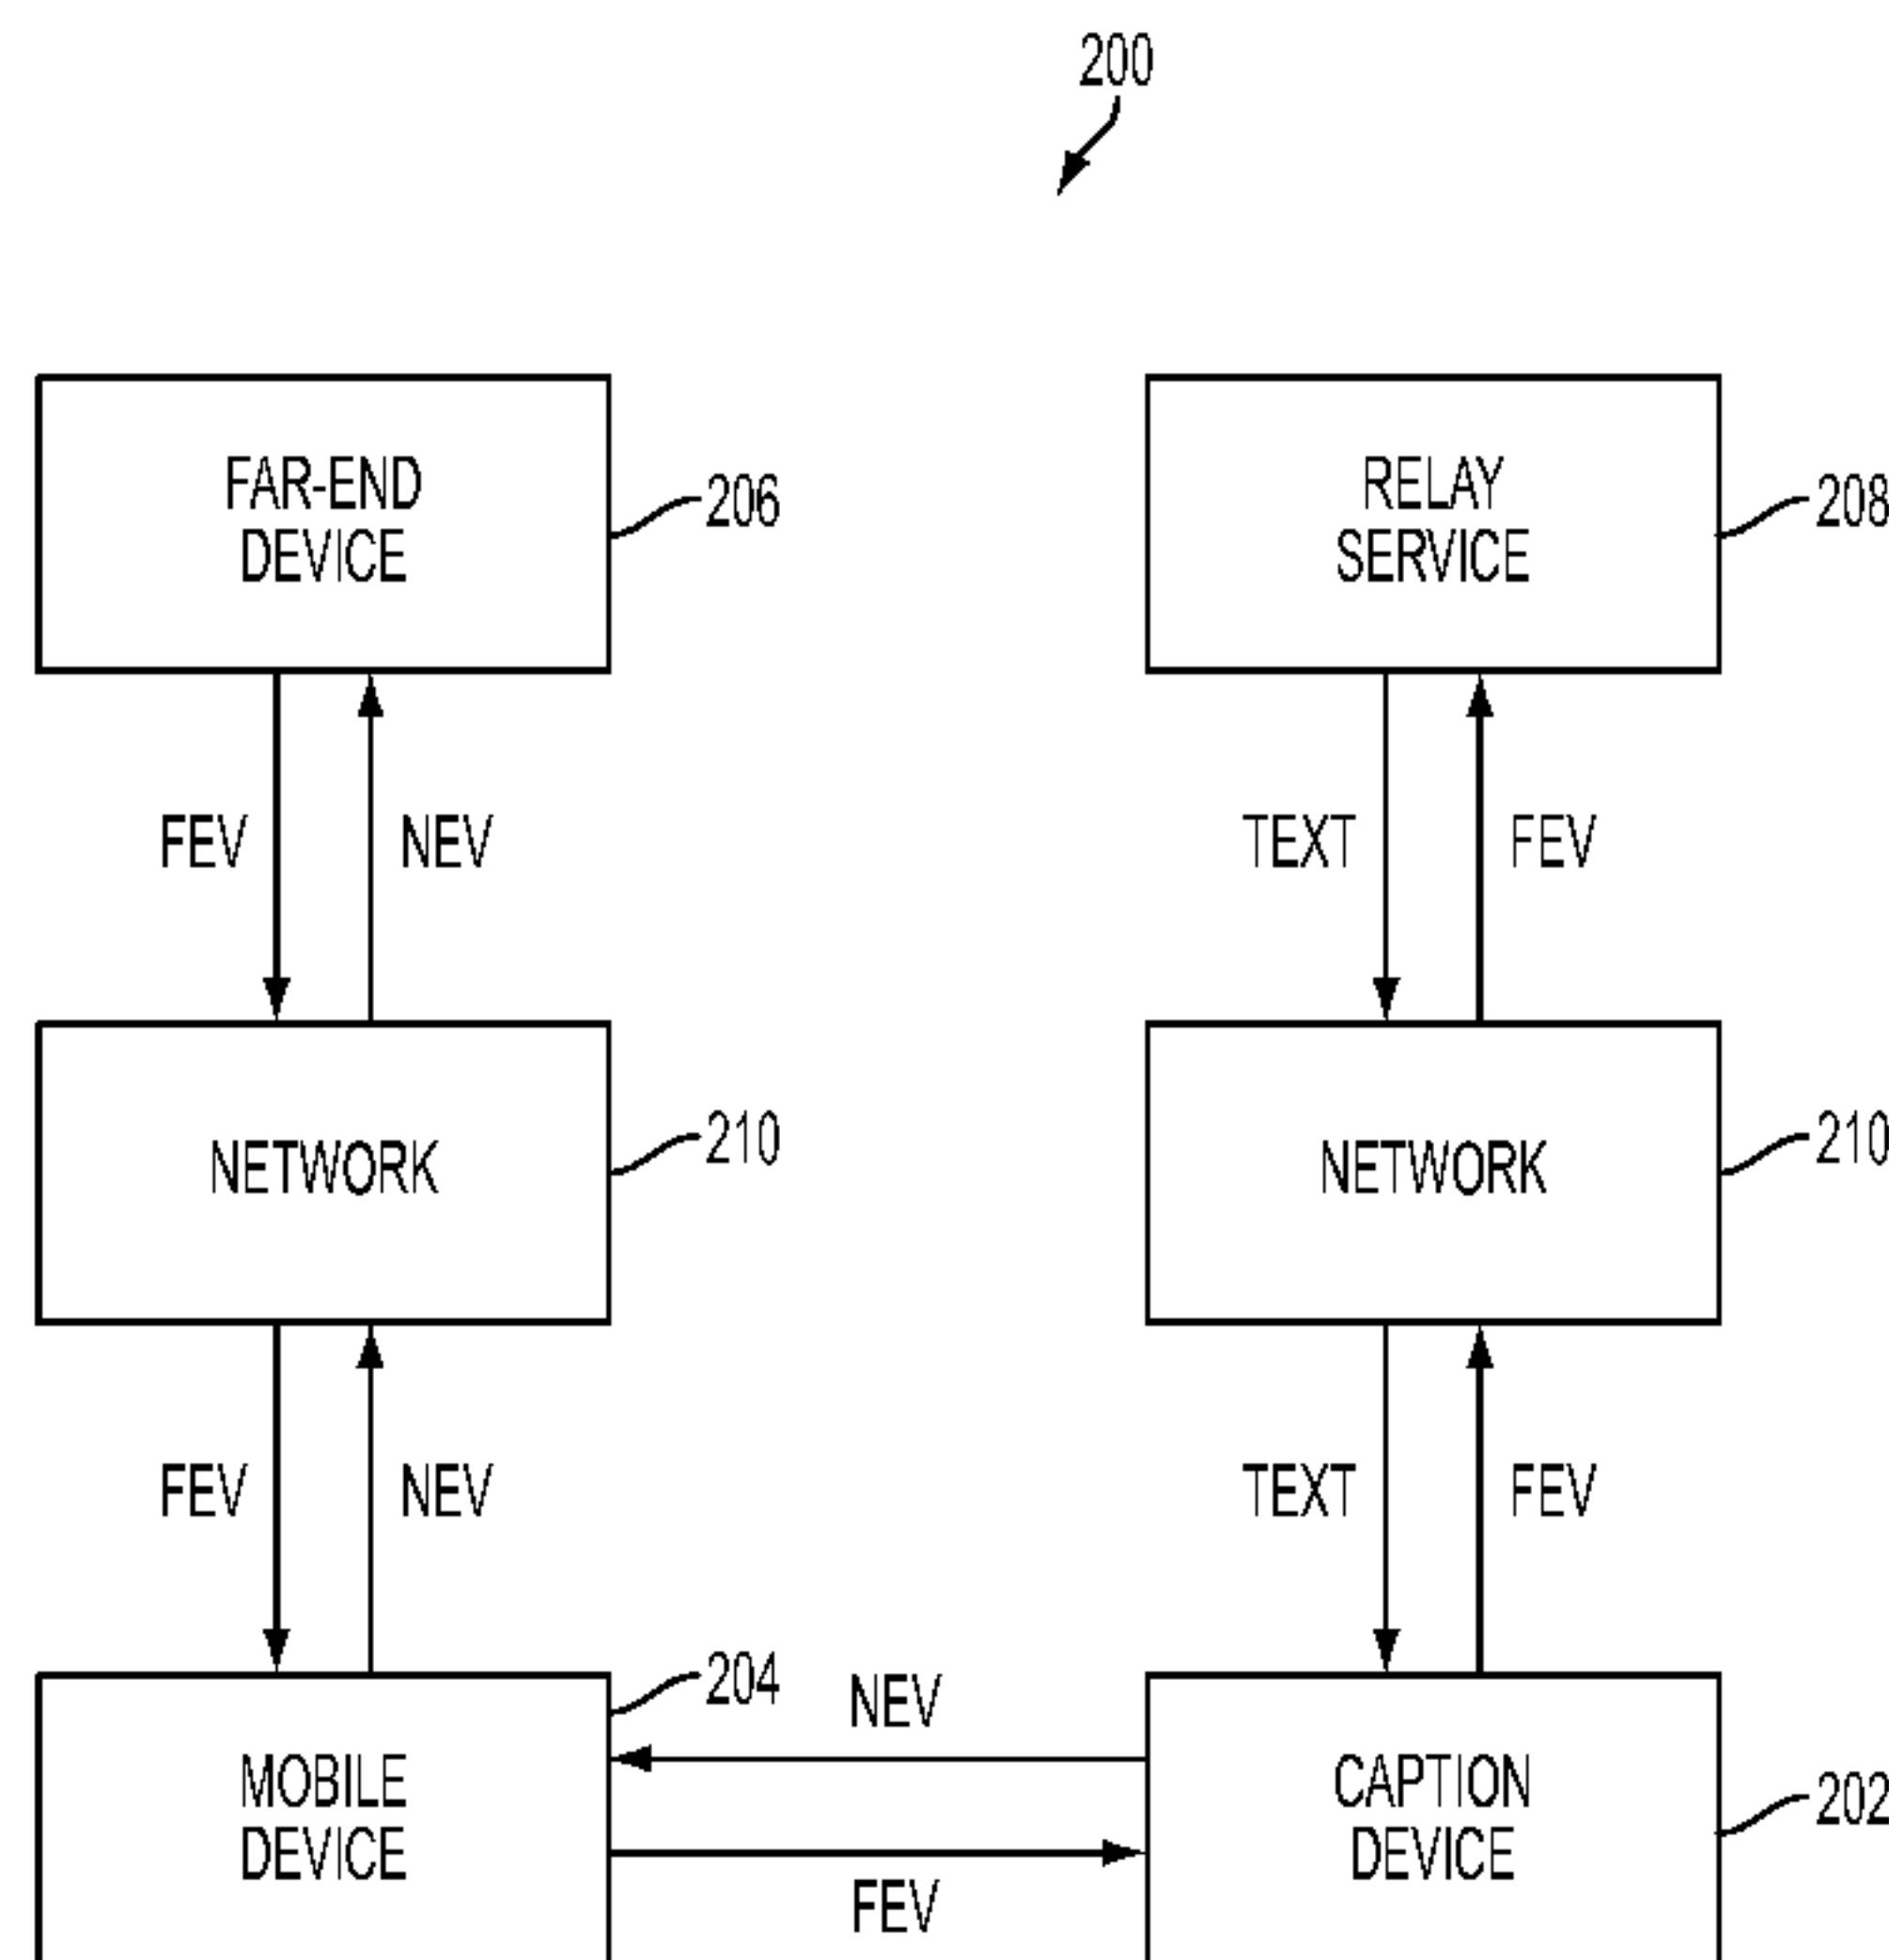 200
FAR-END
DEVICE
206
RELAY
SERVICE
208
FEV
NEV
TEXT
FEV
NETWORK
210
NETWORK
210
FEV
NEV
TEXT
FEV
MOBILE
DEVICE
204
NEV
FEV
CAPTION
DEVICE
202